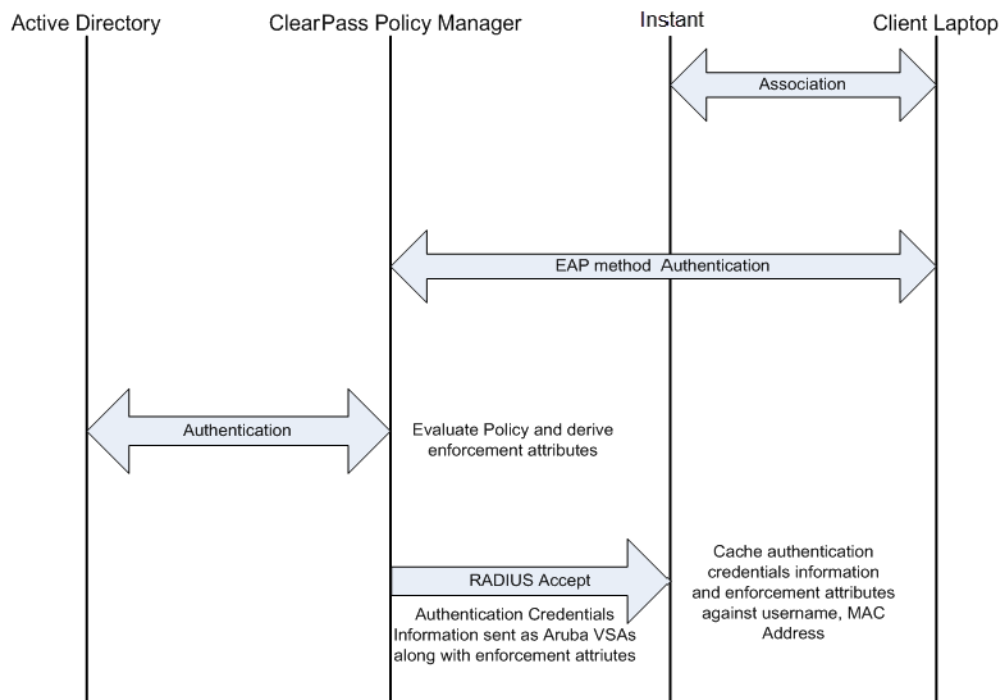 Active Directory
ClearPass Policy Manager
Instant
Client Laptop
Association
EAP method Authentication
Authentication
Evaluate Policy and derive
enforcement attributes
RADIUS Accept
Authentication Credentials
Information sent as Aruba VSAs
along with enforcement attriutes
Cache authentication
credentials information
and enforcement attributes
against username, MAC
Address